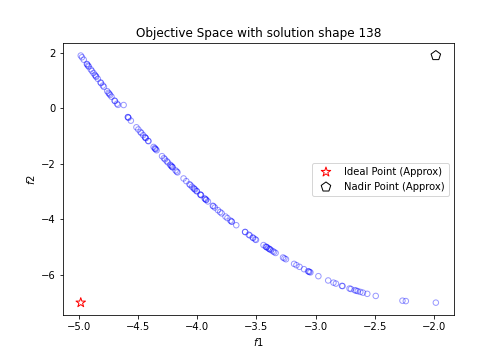 Objective Space with solution shape 138
2
0
−2
−4
−6
f2
Ideal Point (Approx)
Nadir Point (Approx)
−5.0 −4.5 −4.0 −3.5 −3.0 −2.5 −2.0
f1